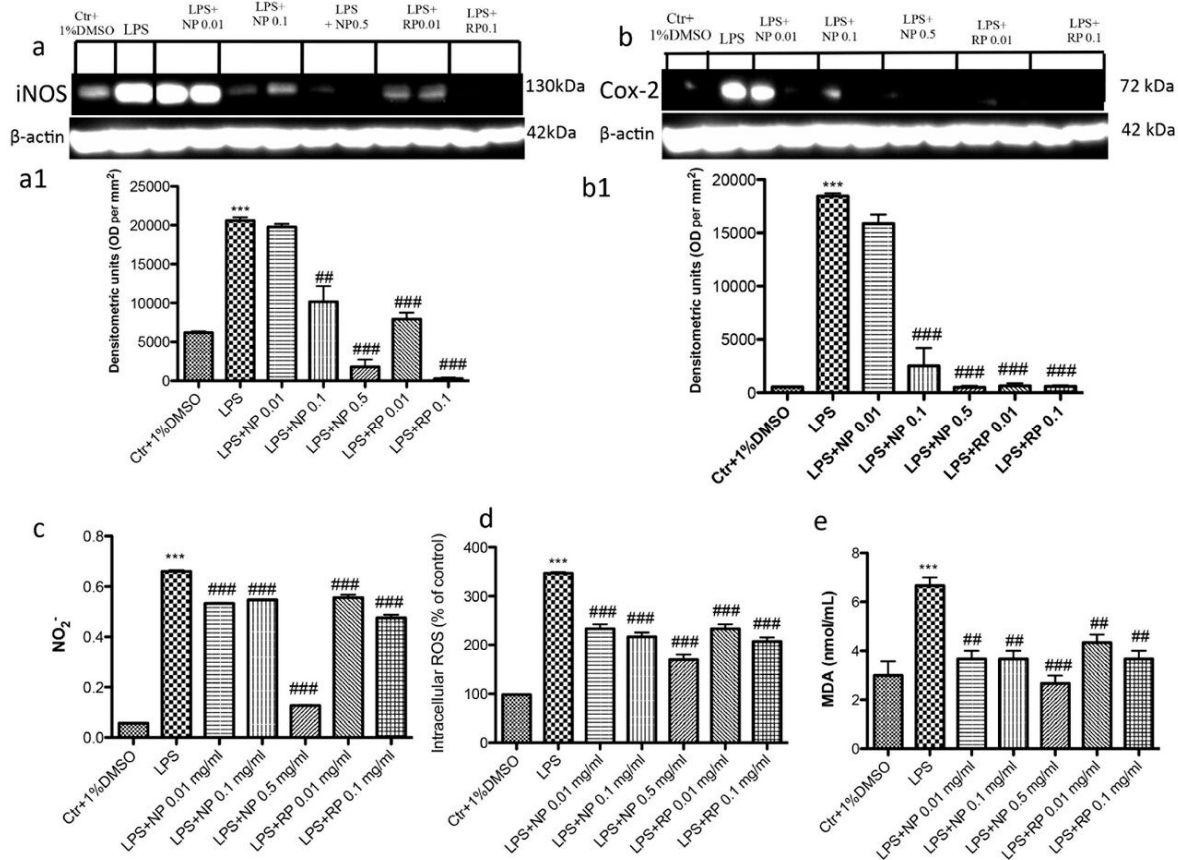 a
Ctr+
1%DMSO
LPS
LPS+
NP 0.01
LPS+
NP 0.1
LPS
+ NP0.5
LPS+
RP0.01
LPS+
RP0.1
iNOS
130kDa
β-actin
42kDa
b
Ctr+
1%DMSO
LPS
LPS+
NP 0.01
LPS+
NP 0.1
LPS+
NP 0.5
LPS+
RP 0.01
LPS+
RP 0.1
Cox-2
72 kDa
β-actin
42 kDa
a1
Densitometric units (OD per mm²)
25000
20000
15000
10000
5000
0
***
##
###
###
###
Ctr+1%DMSO
LPS
LPS+NP 0.01
LPS+NP 0.1
LPS+NP 0.5
LPS+RP 0.01
LPS+RP 0.1
b1
Densitometric units (OD per mm²)
20000
15000
10000
5000
0
***
###
###
###
###
Ctr+1%DMSO
LPS
LPS+NP 0.01
LPS+NP 0.1
LPS+NP 0.5
LPS+RP 0.01
LPS+RP 0.1
c
NO₂⁻
0.8
0.6
0.4
0.2
0.0
***
###
###
###
###
###
Ctr+1%DMSO
LPS
LPS+NP 0.01 mg/ml
LPS+NP 0.1 mg/ml
LPS+NP 0.5 mg/ml
LPS+RP 0.01 mg/ml
LPS+RP 0.1 mg/ml
d
Intracellular ROS (% of control)
400
300
200
100
0
***
###
###
###
###
###
Ctr+1%DMSO
LPS
LPS+NP 0.01 mg/ml
LPS+NP 0.1 mg/ml
LPS+NP 0.5 mg/ml
LPS+RP 0.01 mg/ml
LPS+RP 0.1 mg/ml
e
MDA (nmol/mL)
8
6
4
2
0
***
##
##
###
##
##
Ctr+1%DMSO
LPS
LPS+NP 0.01 mg/ml
LPS+NP 0.1 mg/ml
LPS+NP 0.5 mg/ml
LPS+RP 0.01 mg/ml
LPS+RP 0.1 mg/ml